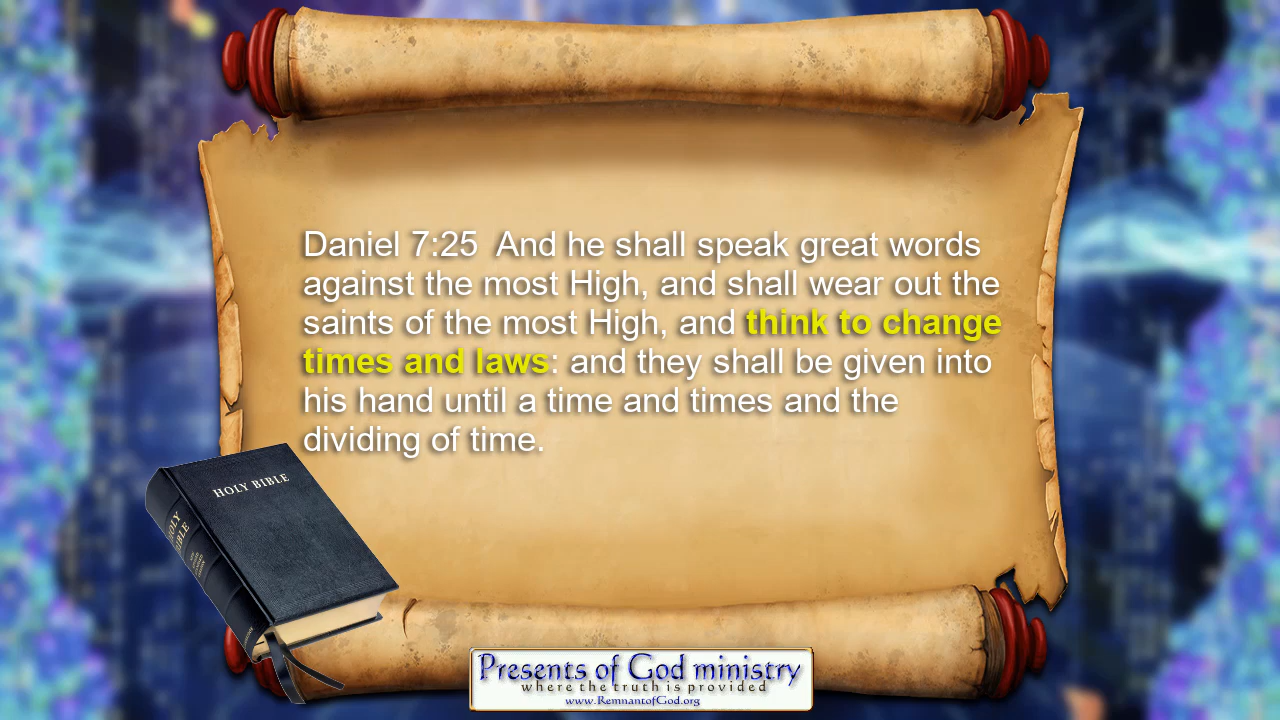 Daniel 7:25  And he shall speak great words
against the most High, and shall wear out the
saints of the most High, and think to change
times and laws: and they shall be given into
his hand until a time and times and the
dividing of time.
HOLY BIBLE
HOLY
BIBLE
Presents of God ministry
where the truth is provided
www.RemnantofGod.org